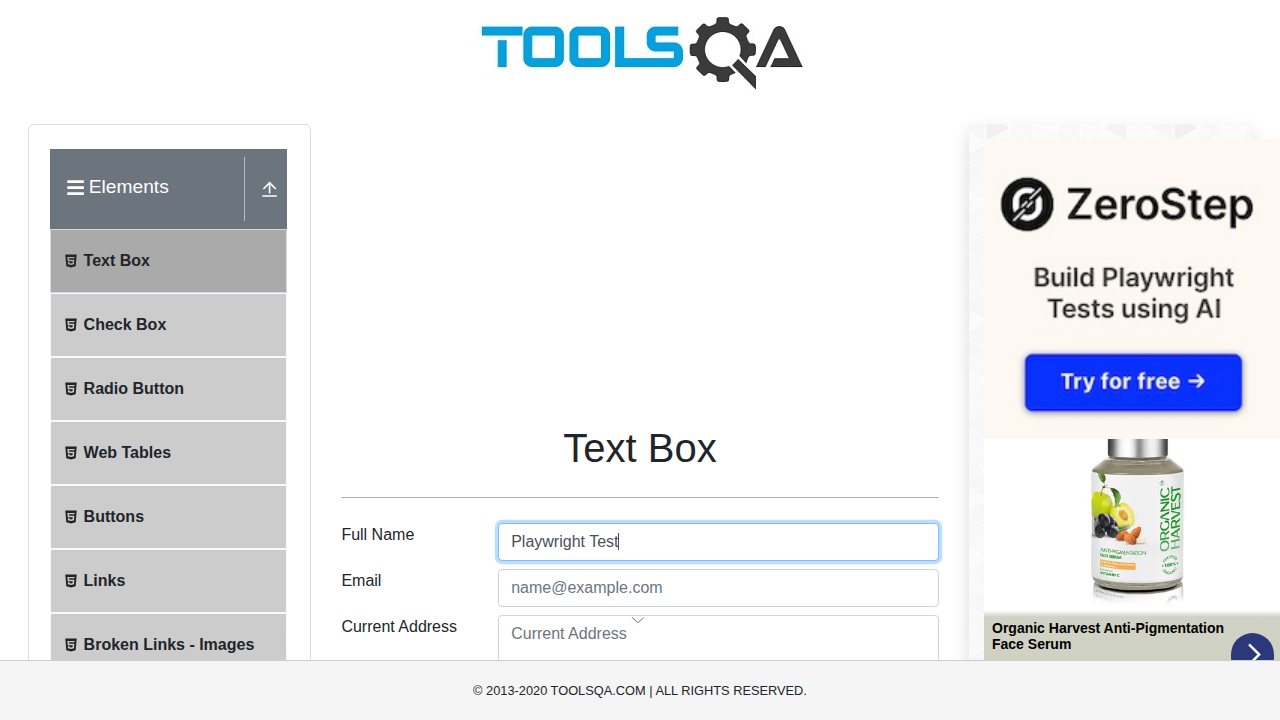 TOOLSQA
Elements
Text Box
Check Box
Radio Button
Web Tables
Buttons
Links
Broken Links - Images
Text Box
Full Name
Playwright Test
Email
name@example.com
Current Address
Current Address
ZeroStep
Build Playwright
Tests using AI
Try for free →
ORGANIC
HARVEST
Organic Harvest Anti-Pigmentation
Face Serum
© 2013-2020 TOOLSQA.COM | ALL RIGHTS RESERVED.